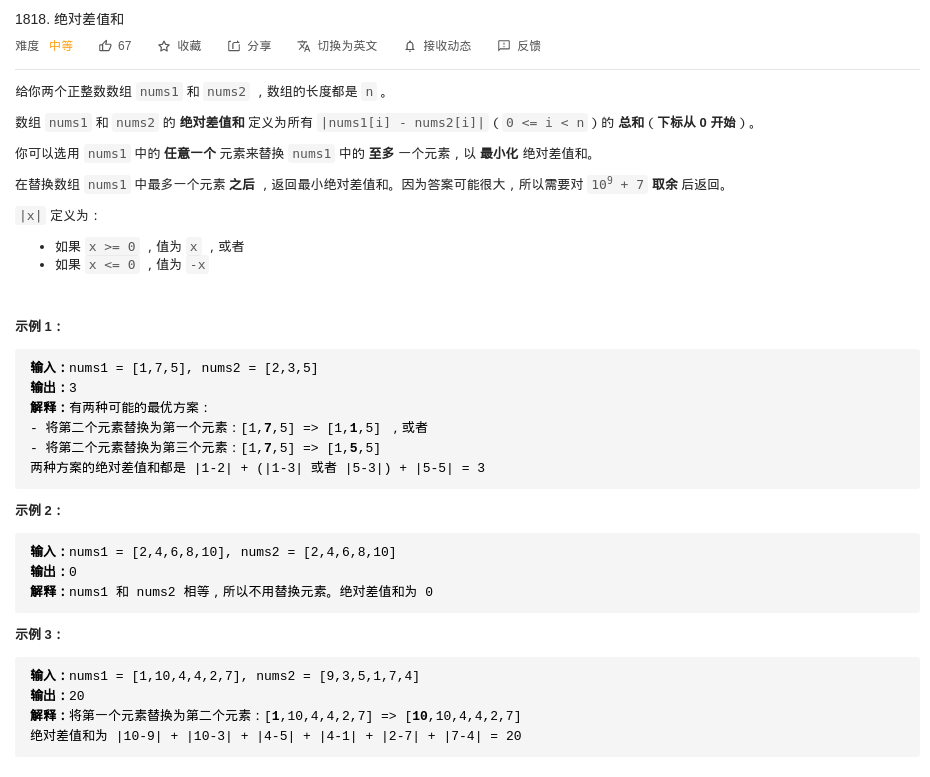 1818. 绝对差值和
难度 中等 67 收藏 分享 切换为英文 接收动态 反馈
给你两个正整数数组 nums1 和 nums2 ，数组的长度都是 n 。
数组 nums1 和 nums2 的 绝对差值和 定义为所有 |nums1[i] - nums2[i]|（0 <= i < n）的 总和（下标从 0 开始）。
你可以选用 nums1 中的 任意一个 元素来替换 nums1 中的 至多 一个元素，以 最小化 绝对差值和。
在替换数组 nums1 中最多一个元素 之后 ，返回最小绝对差值和。因为答案可能很大，所以需要对 10^9 + 7 取余 后返回。
|x| 定义为：
• 如果 x >= 0 ，值为 x ，或者
• 如果 x <= 0 ，值为 -x
示例 1：
输入：nums1 = [1,7,5], nums2 = [2,3,5]
输出：3
解释：有两种可能的最优方案：
- 将第二个元素替换为第一个元素：[1,7,5] => [1,1,5] ，或者
- 将第二个元素替换为第三个元素：[1,7,5] => [1,5,5]
两种方案的绝对差值和都是 |1-2| + (|1-3| 或者 |5-3|) + |5-5| = 3
示例 2：
输入：nums1 = [2,4,6,8,10], nums2 = [2,4,6,8,10]
输出：0
解释：nums1 和 nums2 相等，所以不用替换元素。绝对差值和为 0
示例 3：
输入：nums1 = [1,10,4,4,2,7], nums2 = [9,3,5,1,7,4]
输出：20
解释：将第一个元素替换为第二个元素：[1,10,4,4,2,7] => [10,10,4,4,2,7]
绝对差值和为 |10-9| + |10-3| + |4-5| + |4-1| + |2-7| + |7-4| = 20